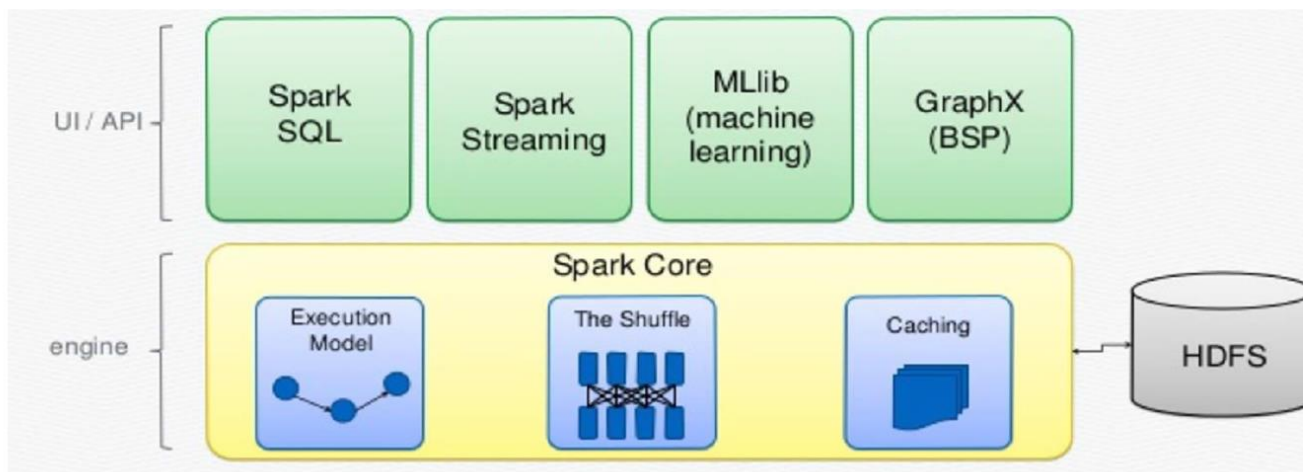 UI / API
Spark
SQL
Spark
Streaming
MLlib
(machine
learning)
GraphX
(BSP)
engine
Spark Core
Execution
Model
The Shuffle
Caching
HDFS